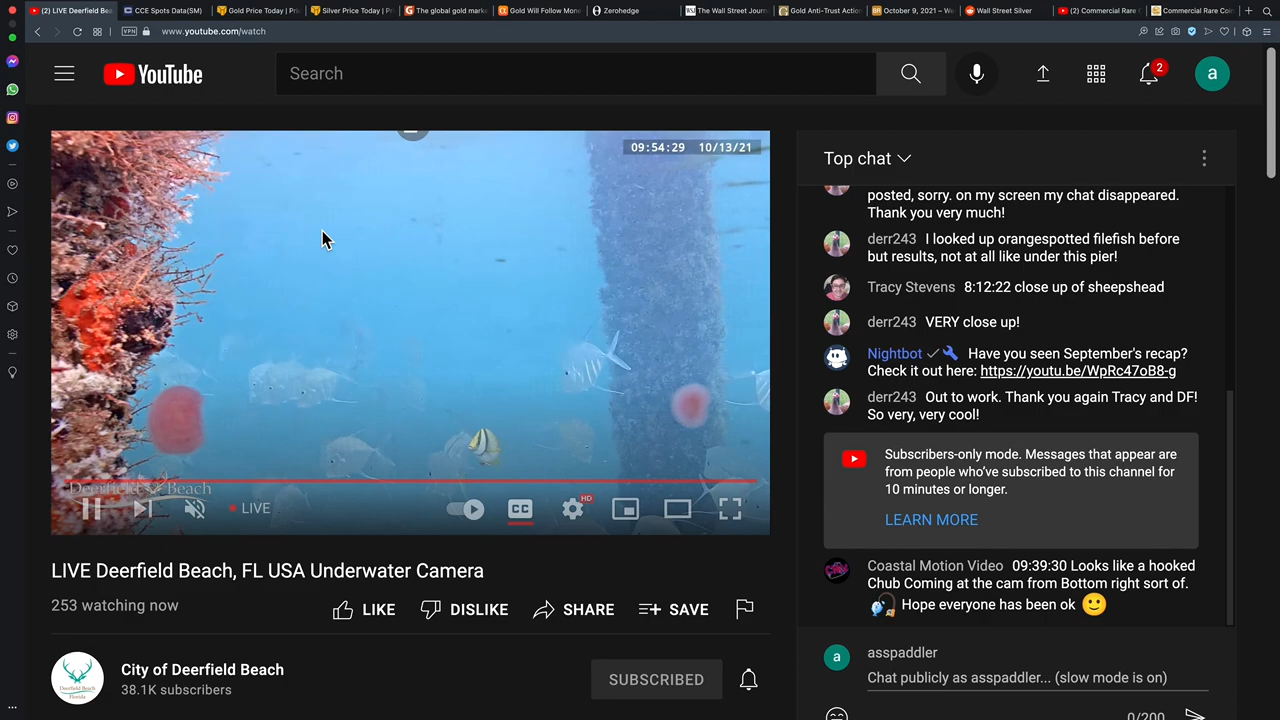 (2) LIVE Deerfield Bea
CCE Spots Data(SM)
Gold Price Today | Pri
Silver Price Today | P
The global gold mark
Gold Will Follow Mone
Zerohedge
The Wall Street Journ
Gold Anti-Trust Actio
October 9, 2021 – We
Wall Street Silver
(2) Commercial Rare
Commercial Rare Coi
VPN
www.youtube.com/watch
YouTube
Search
2
a
09:54:29 10/13/21
Deerfield Beach
LIVE
CC
HD
LIVE Deerfield Beach, FL USA Underwater Camera
253 watching now
LIKE
DISLIKE
SHARE
SAVE
City of Deerfield Beach
38.1K subscribers
SUBSCRIBED
Deerfield Beach
Florida
Top chat
posted, sorry. on my screen my chat disappeared.
Thank you very much!
derr243 I looked up orangespotted filefish before
but results, not at all like under this pier!
Tracy Stevens 8:12:22 close up of sheepshead
derr243 VERY close up!
Nightbot Have you seen September's recap?
Check it out here: https://youtu.be/WpRc47oB8-g
derr243 Out to work. Thank you again Tracy and DF!
So very, very cool!
Subscribers-only mode. Messages that appear are
from people who've subscribed to this channel for
10 minutes or longer.
LEARN MORE
Coastal Motion Video 09:39:30 Looks like a hooked
Chub Coming at the cam from Bottom right sort of.
Hope everyone has been ok
a
asspaddler
Chat publicly as asspaddler... (slow mode is on)
0/200